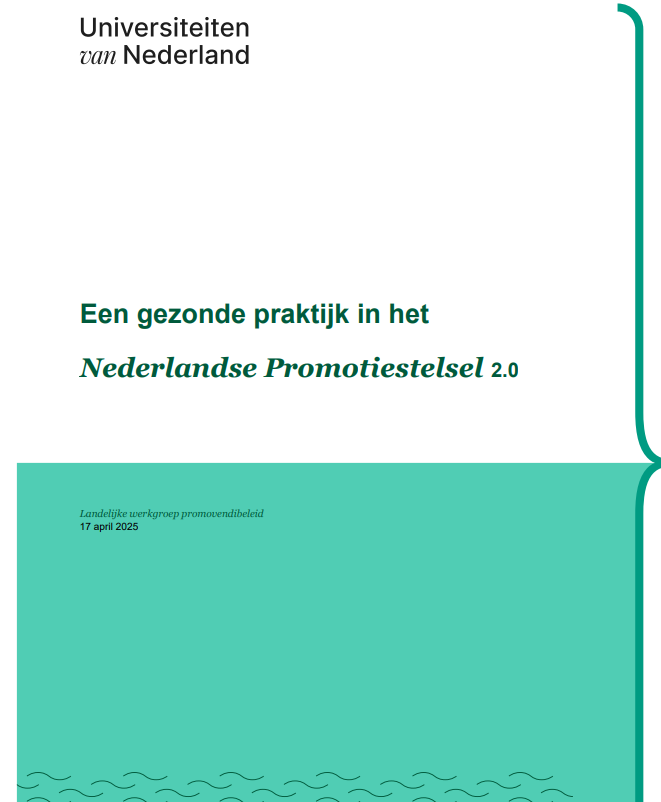 Universiteiten
van Nederland
Een gezonde praktijk in het
Nederlandse Promotiestelsel 2.0
Landelijke werkgroep promovendibeleid
17 april 2025